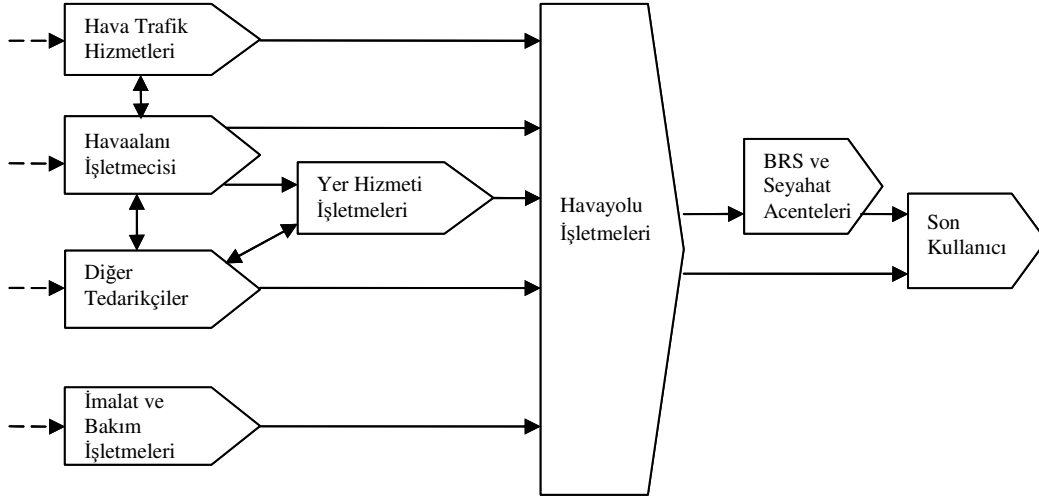 Hava Trafik
Hizmetleri
Havaalanı
İşletmecisi
Yer Hizmeti
İşletmeleri
Diğer
Tedarikçiler
İmalat ve
Bakım
İşletmeleri
Havayolu
İşletmeleri
BRS ve
Seyahat
Acenteleri
Son
Kullanıcı